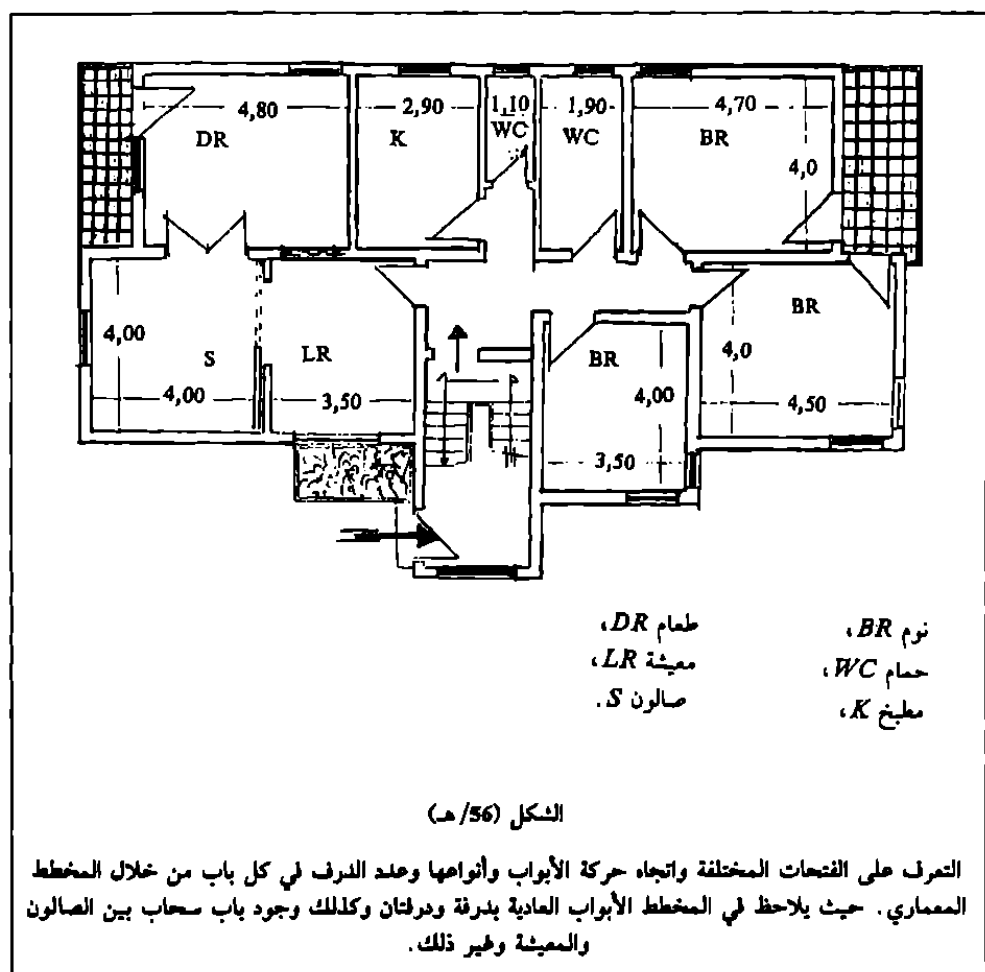 4,80
2,90
1,10
1,90
4,70
DR
K
WC
WC
BR
4,0
4,00
S
LR
BR
4,00
4,0
BR
4,00
3,50
4,50
3,50
نوم BR، طعام DR،
حمام WC، معيشة LR،
مطبخ K، صالون S.
الشكل (56/هـ)
التعرف على الفتحات المختلفة واتجاه حركة الأبواب وأنواعها وعدد الدرف في كل باب من خلال المخطط
المعماري. حيث يلاحظ في المخطط الأبواب العادية بدرفة ودرفتان وكذلك وجود باب سحاب بين الصالون
والمعيشة وغير ذلك.